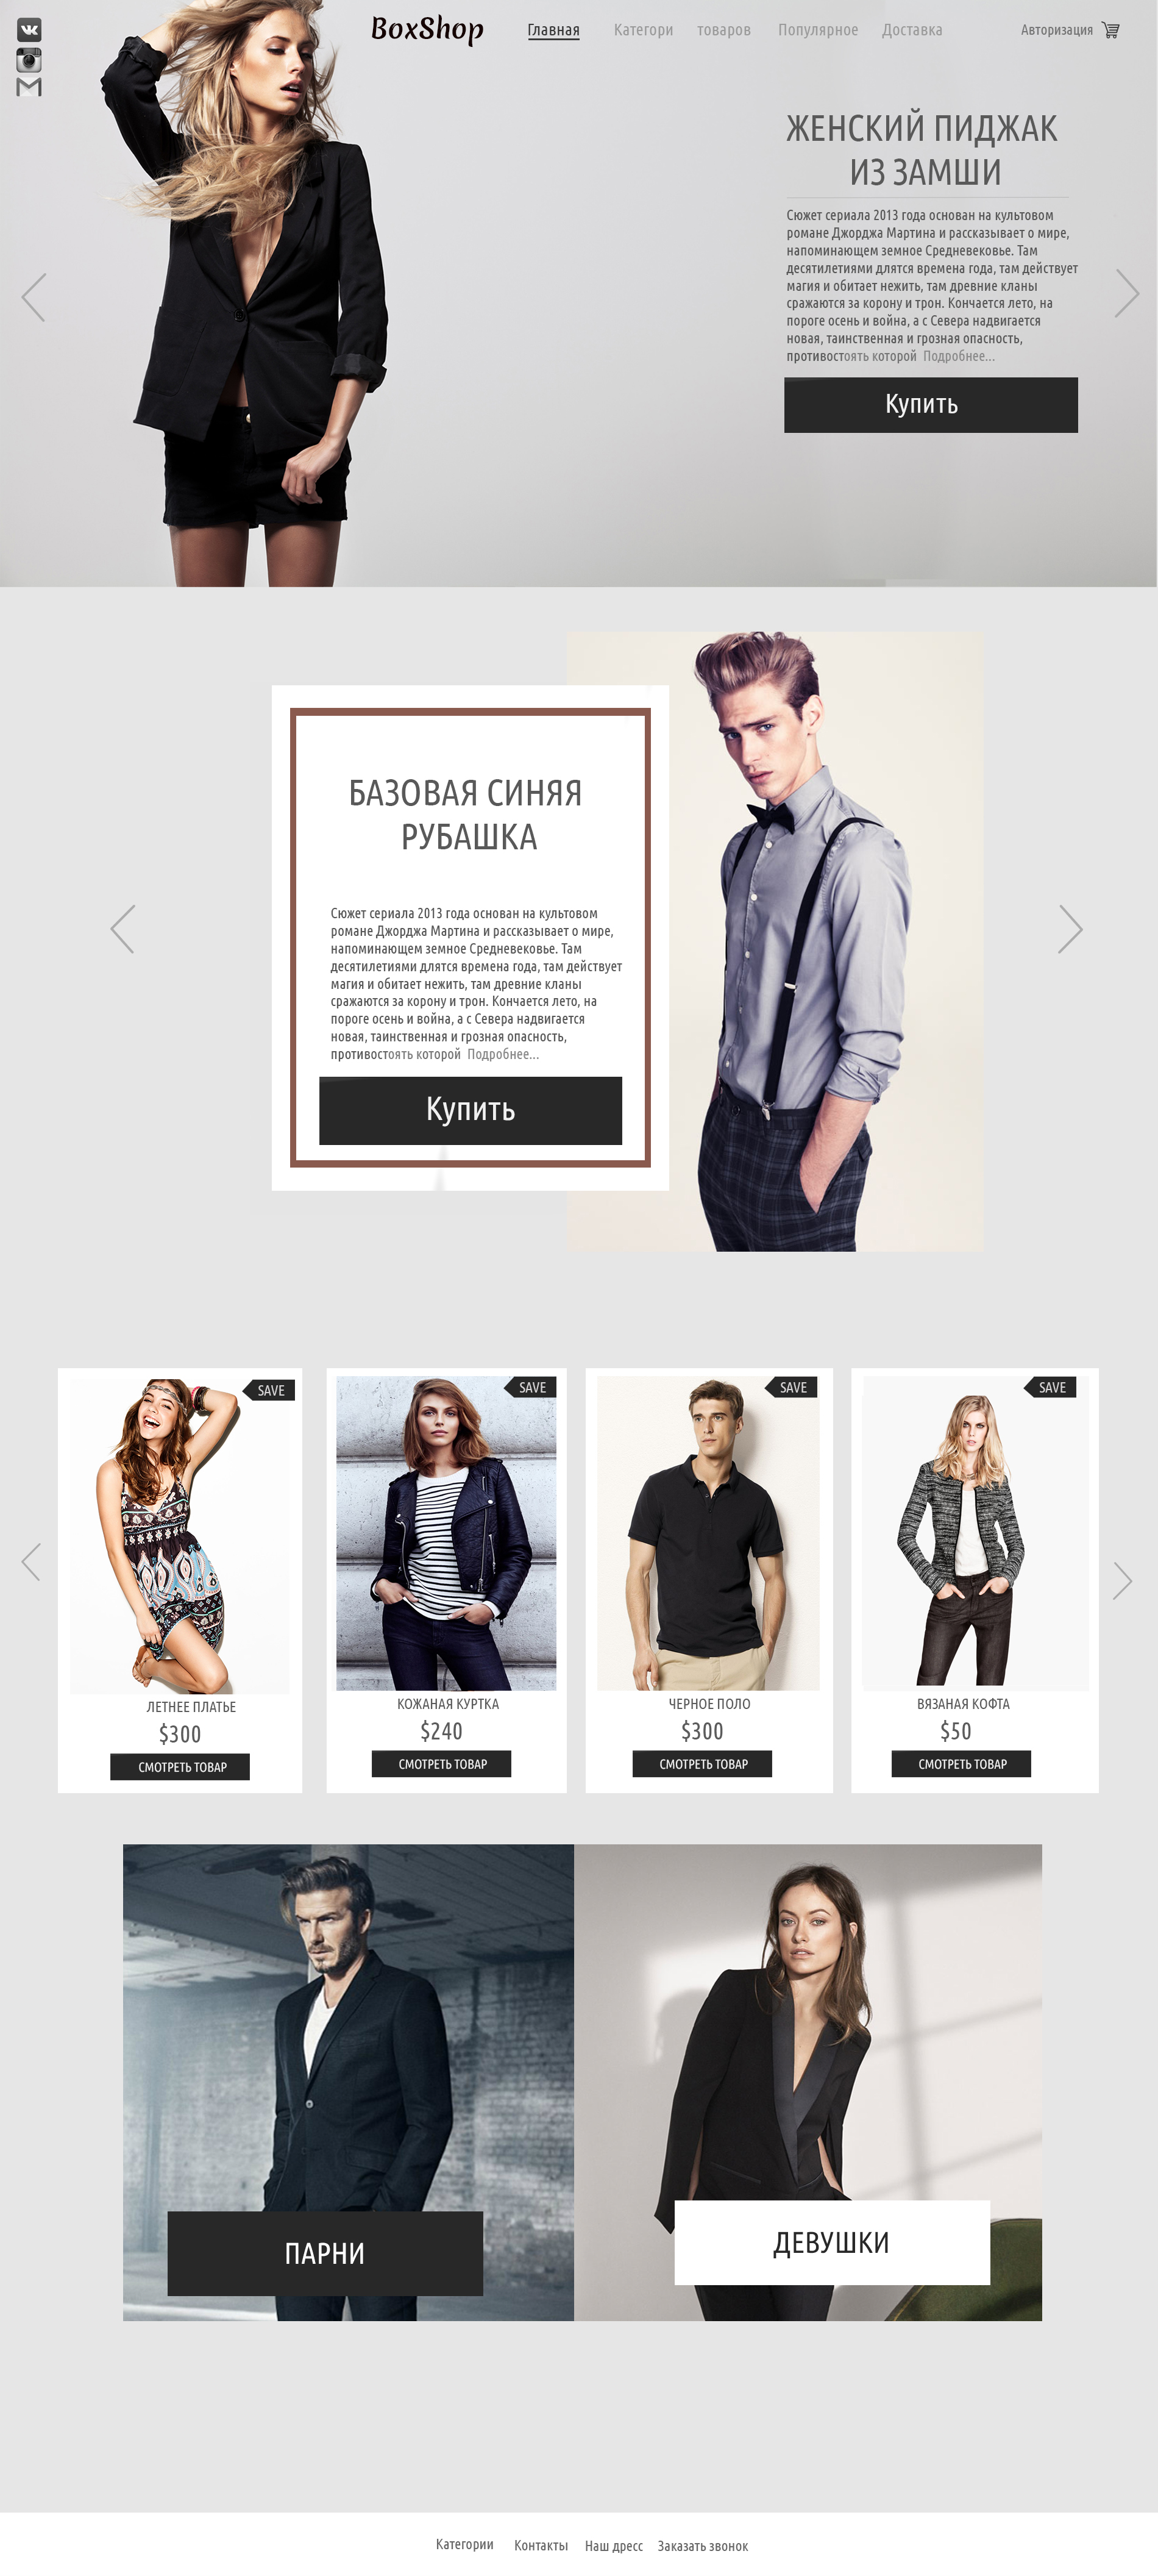 BoxShop Главная Категори товаров Популярное Доставка Авторизация
ЖЕНСКИЙ ПИДЖАК
ИЗ ЗАМШИ
Сюжет сериала 2013 года основан на культовом
романе Джорджа Мартина и рассказывает о мире,
напоминающем земное Средневековье. Там
десятилетиями длятся времена года, там действует
магия и обитает нежить, там древние кланы
сражаются за корону и трон. Кончается лето, на
пороге осень и война, а с Севера надвигается
новая, таинственная и грозная опасность,
противостоять которой Подробнее...
Купить
БАЗОВАЯ СИНЯЯ
РУБАШКА
Сюжет сериала 2013 года основан на культовом
романе Джорджа Мартина и рассказывает о мире,
напоминающем земное Средневековье. Там
десятилетиями длятся времена года, там действует
магия и обитает нежить, там древние кланы
сражаются за корону и трон. Кончается лето, на
пороге осень и война, а с Севера надвигается
новая, таинственная и грозная опасность,
противостоять которой Подробнее...
Купить
SAVE
ЛЕТНЕЕ ПЛАТЬЕ
$300
СМОТРЕТЬ ТОВАР
SAVE
КОЖАНАЯ КУРТКА
$240
СМОТРЕТЬ ТОВАР
SAVE
ЧЕРНОЕ ПОЛО
$300
СМОТРЕТЬ ТОВАР
SAVE
ВЯЗАНАЯ КОФТА
$50
СМОТРЕТЬ ТОВАР
ПАРНИ
ДЕВУШКИ
Категории Контакты Наш дресс Заказать звонок